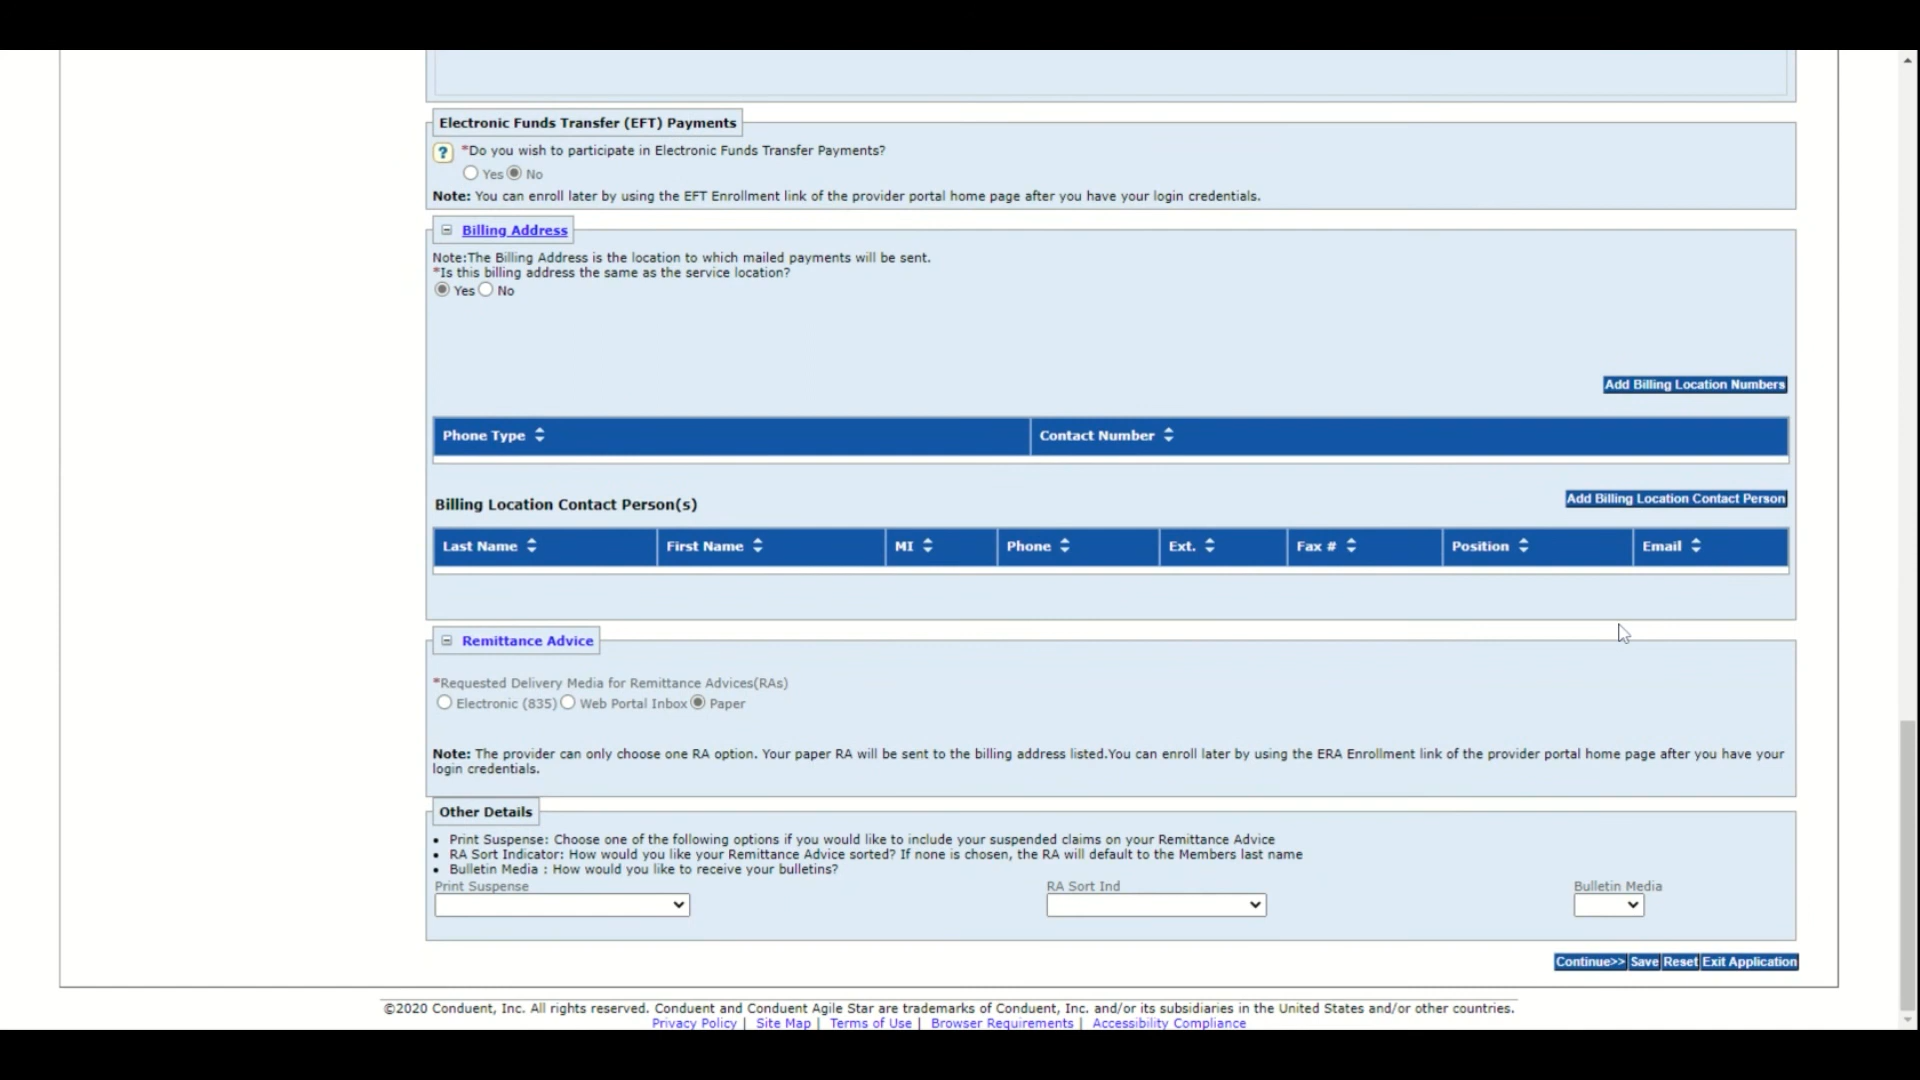 Electronic Funds Transfer (EFT) Payments
? *Do you wish to participate in Electronic Funds Transfer Payments?
Yes No
Note: You can enroll later by using the EFT Enrollment link of the provider portal home page after you have your login credentials.
Billing Address
Note:The Billing Address is the location to which mailed payments will be sent.
*Is this billing address the same as the service location?
Yes No
Add Billing Location Numbers
Phone Type Contact Number
Billing Location Contact Person(s) Add Billing Location Contact Person
Last Name First Name MI Phone Ext. Fax # Position Email
Remittance Advice
*Requested Delivery Media for Remittance Advices(RAs)
Electronic (835) Web Portal Inbox Paper
Note: The provider can only choose one RA option. Your paper RA will be sent to the billing address listed.You can enroll later by using the ERA Enrollment link of the provider portal home page after you have your
login credentials.
Other Details
• Print Suspense: Choose one of the following options if you would like to include your suspended claims on your Remittance Advice
• RA Sort Indicator: How would you like your Remittance Advice sorted? If none is chosen, the RA will default to the Members last name
• Bulletin Media : How would you like to receive your bulletins?
Print Suspense RA Sort Ind Bulletin Media
Continue>> Save Reset Exit Application
©2020 Conduent, Inc. All rights reserved. Conduent and Conduent Agile Star are trademarks of Conduent, Inc. and/or its subsidiaries in the United States and/or other countries.
Privacy Policy | Site Map | Terms of Use | Browser Requirements | Accessibility Compliance